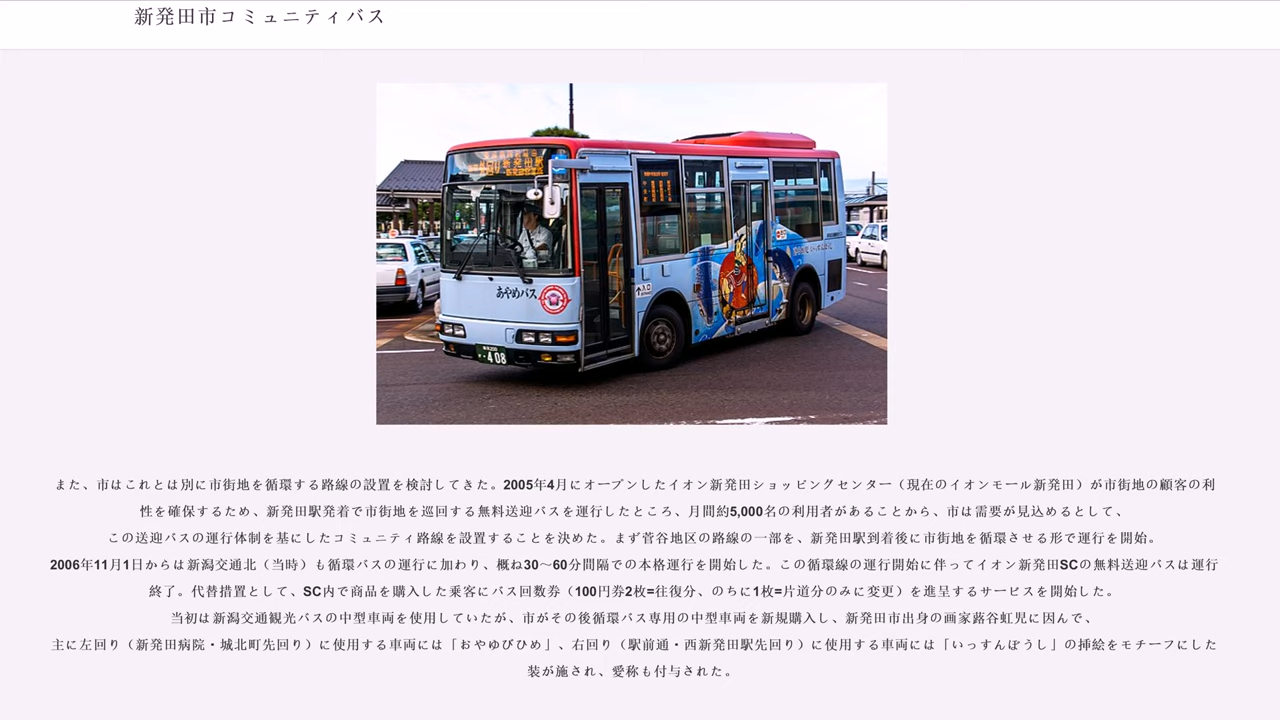 新発田市コミュニティバス
新発田駅
あやめバス
入口
408
また、市はこれとは別に市街地を循環する路線の設置を検討してきた。2005年4月にオープンしたイオン新発田ショッピングセンター（現在のイオンモール新発田）が市街地の顧客の利
性を確保するため、新発田駅発着で市街地を巡回する無料送迎バスを運行したところ、月間約5,000名の利用者があることから、市は需要が見込めるとして、
この送迎バスの運行体制を基にしたコミュニティ路線を設置することを決めた。まず菅谷地区の路線の一部を、新発田駅到着後に市街地を循環させる形で運行を開始。
2006年11月1日からは新潟交通北（当時）も循環バスの運行に加わり、概ね30〜60分間隔での本格運行を開始した。この循環線の運行開始に伴ってイオン新発田SCの無料送迎バスは運行
終了。代替措置として、SC内で商品を購入した乗客にバス回数券（100円券2枚=往復分、のちに1枚=片道分のみに変更）を進呈するサービスを開始した。
当初は新潟交通観光バスの中型車両を使用していたが、市がその後循環バス専用の中型車両を新規購入し、新発田市出身の画家蕗谷虹児に因んで、
主に左回り（新発田病院・城北町先回り）に使用する車両には「おやゆびひめ」、右回り（駅前通・西新発田駅先回り）に使用する車両には「いっすんぼうし」の挿絵をモチーフにした
装が施され、愛称も付与された。